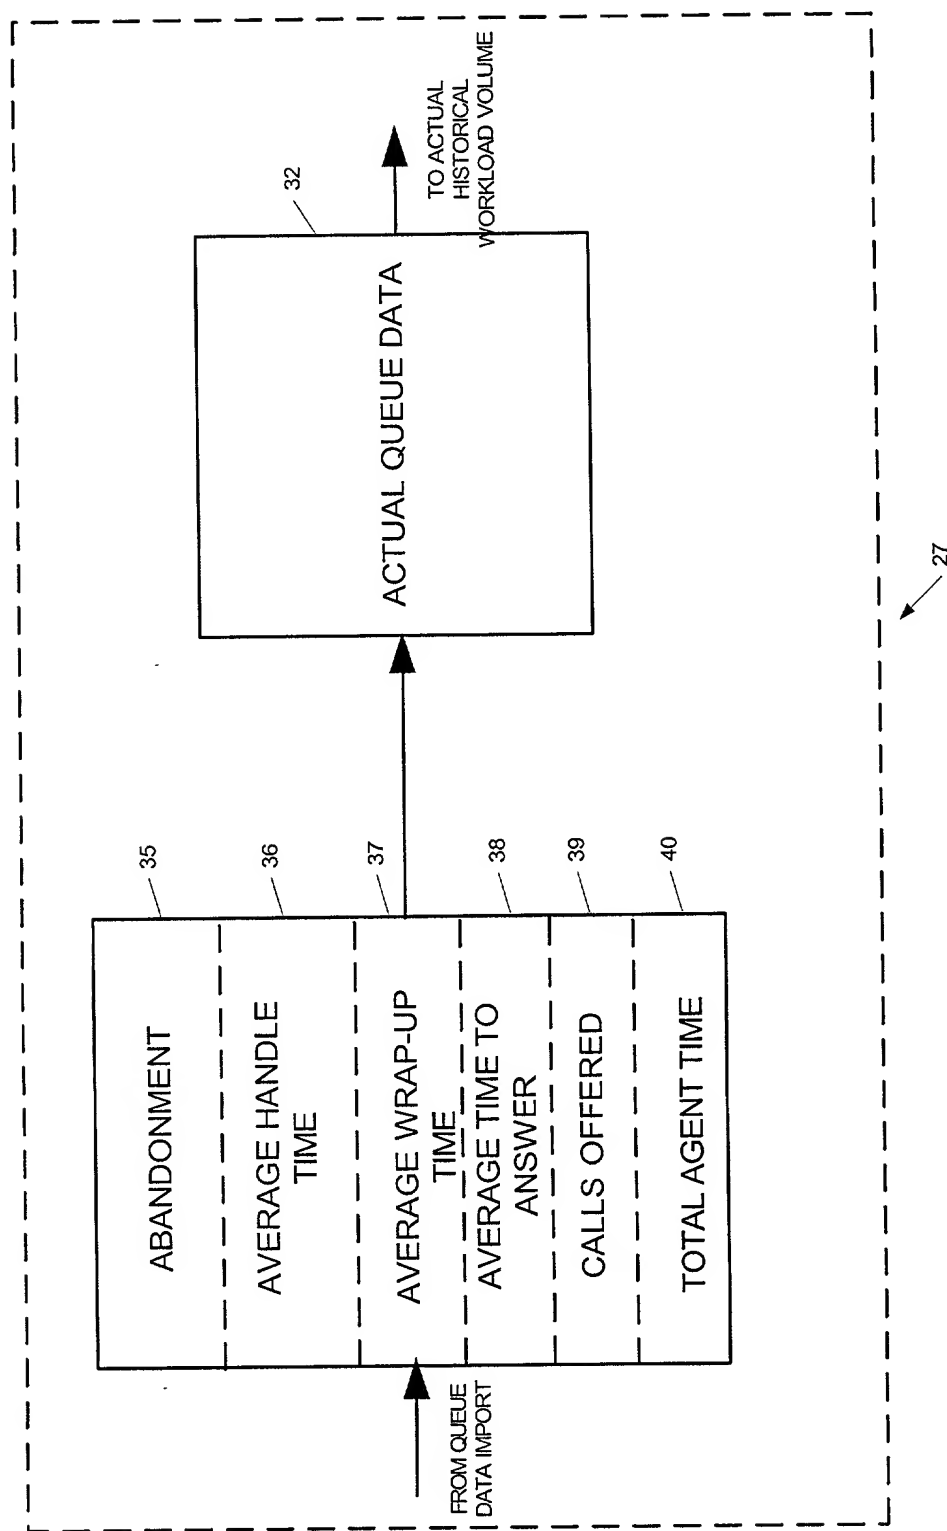 FROM QUEUE
DATA IMPORT
ABANDONMENT
35
AVERAGE HANDLE
TIME
36
AVERAGE WRAP-UP
TIME
37
AVERAGE TIME TO
ANSWER
38
CALLS OFFERED
39
TOTAL AGENT TIME
40
ACTUAL QUEUE DATA
32
TO ACTUAL
HISTORICAL
WORKLOAD VOLUME
27